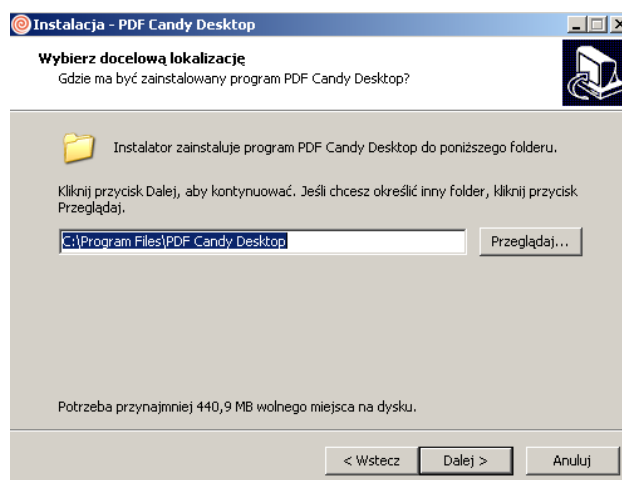 Instalacja - PDF Candy Desktop
Wybierz docelową lokalizację
Gdzie ma być zainstalowany program PDF Candy Desktop?
Instalator zainstaluje program PDF Candy Desktop do poniższego folderu.
Kliknij przycisk Dalej, aby kontynuować. Jeśli chcesz określić inny folder, kliknij przycisk
Przeglądaj.
C:\Program Files\PDF Candy Desktop
Przeglądaj...
Potrzeba przynajmniej 440,9 MB wolnego miejsca na dysku.
< Wstecz
Dalej >
Anuluj